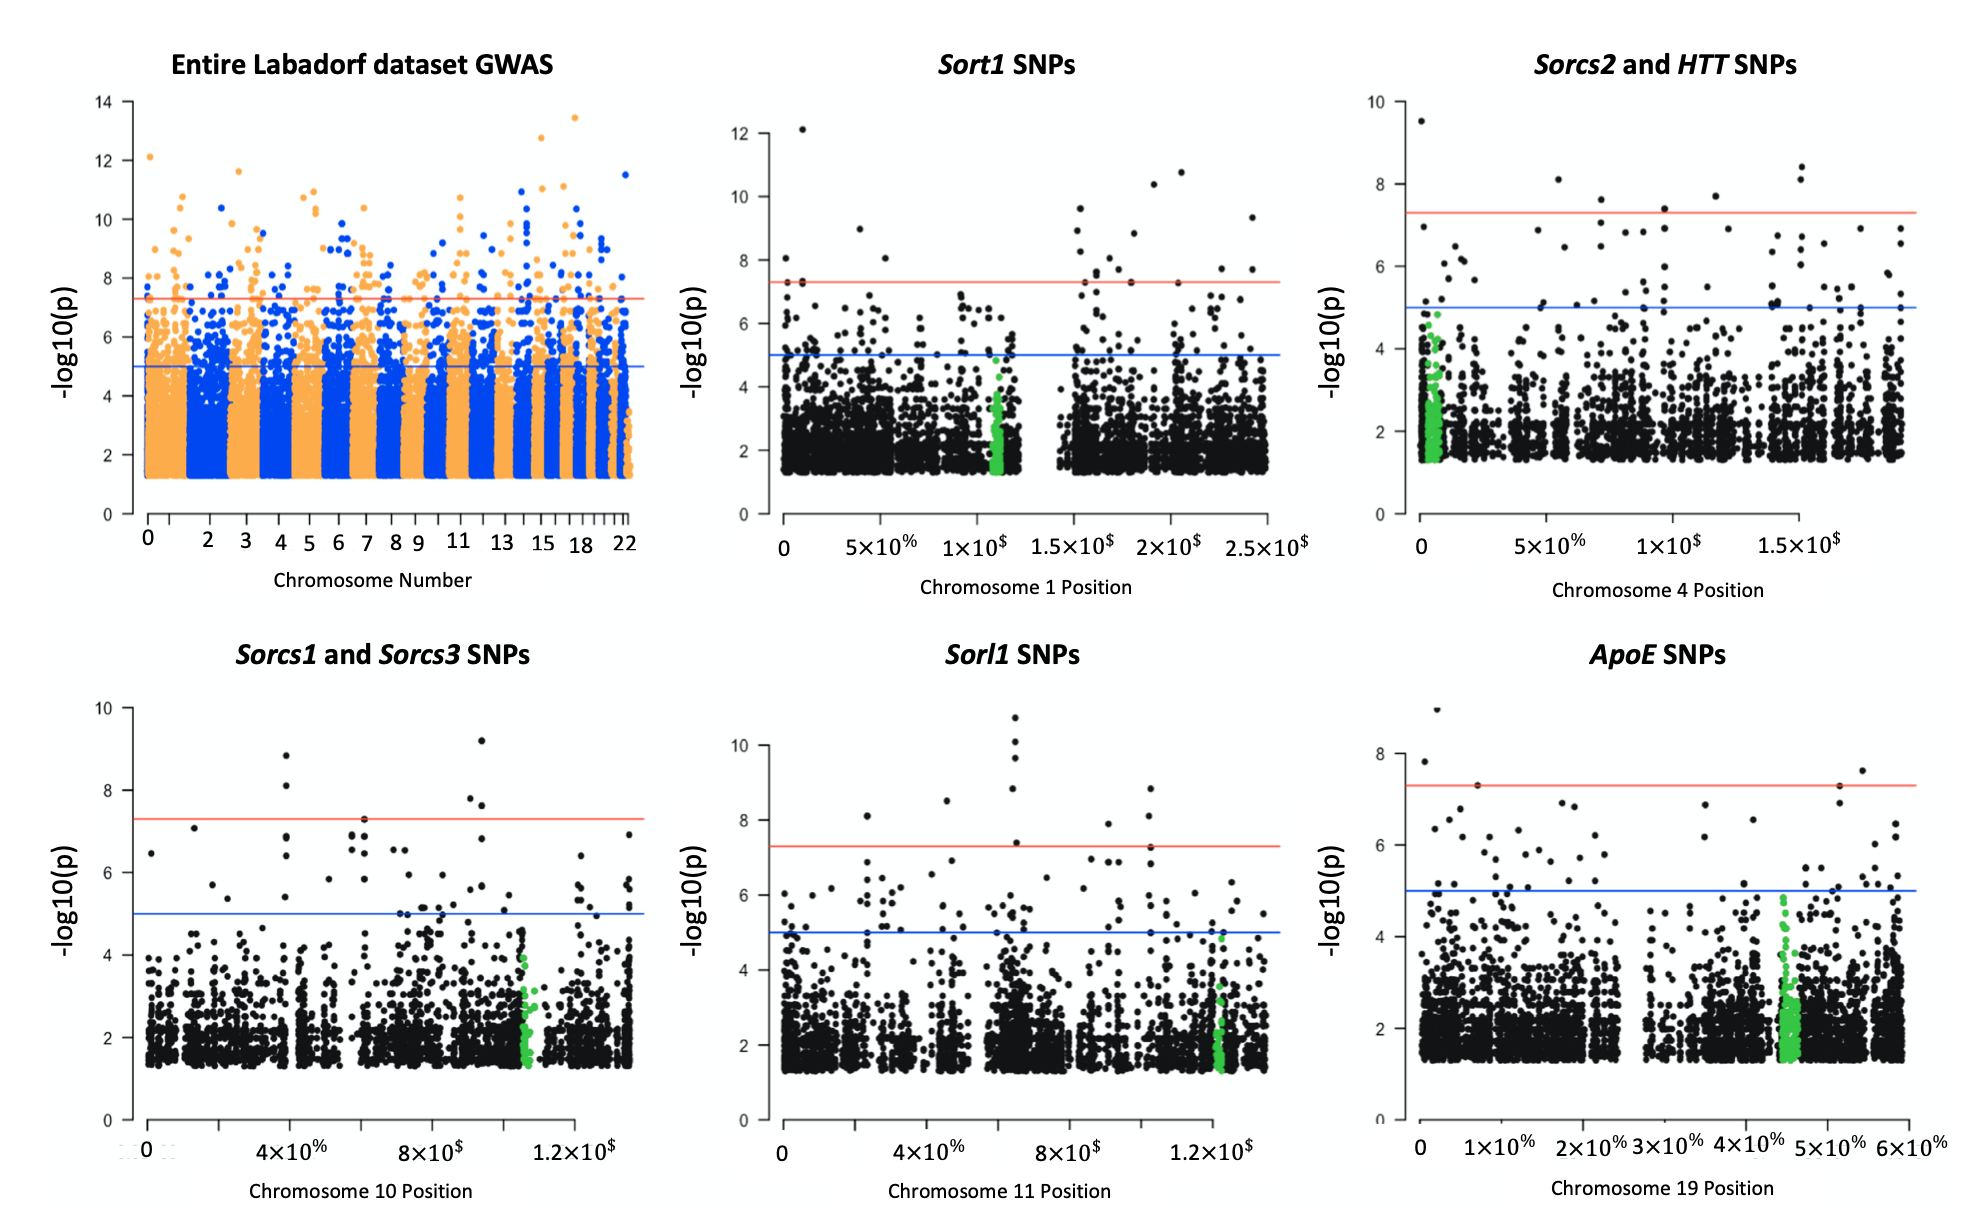 Entire Labadorf dataset GWAS
14
12
10
8
6
4
2
0
-log10(p)
0 2 3 4 5 6 7 8 9 11 13 15 18 22
Chromosome Number
Sort1 SNPs
12
10
8
6
4
2
0
-log10(p)
0 5×10% 1×10$ 1.5×10$ 2×10$ 2.5×10$
Chromosome 1 Position
Sorcs2 and HTT SNPs
10
8
6
4
2
0
-log10(p)
0 5×10% 1×10$ 1.5×10$
Chromosome 4 Position
Sorcs1 and Sorcs3 SNPs
10
8
6
4
2
0
-log10(p)
0 4×10% 8×10$ 1.2×10$
Chromosome 10 Position
Sorl1 SNPs
10
8
6
4
2
0
-log10(p)
0 4×10% 8×10$ 1.2×10$
Chromosome 11 Position
ApoE SNPs
8
6
4
2
0
-log10(p)
0 1×10% 2×10% 3×10% 4×10% 5×10% 6×10%
Chromosome 19 Position